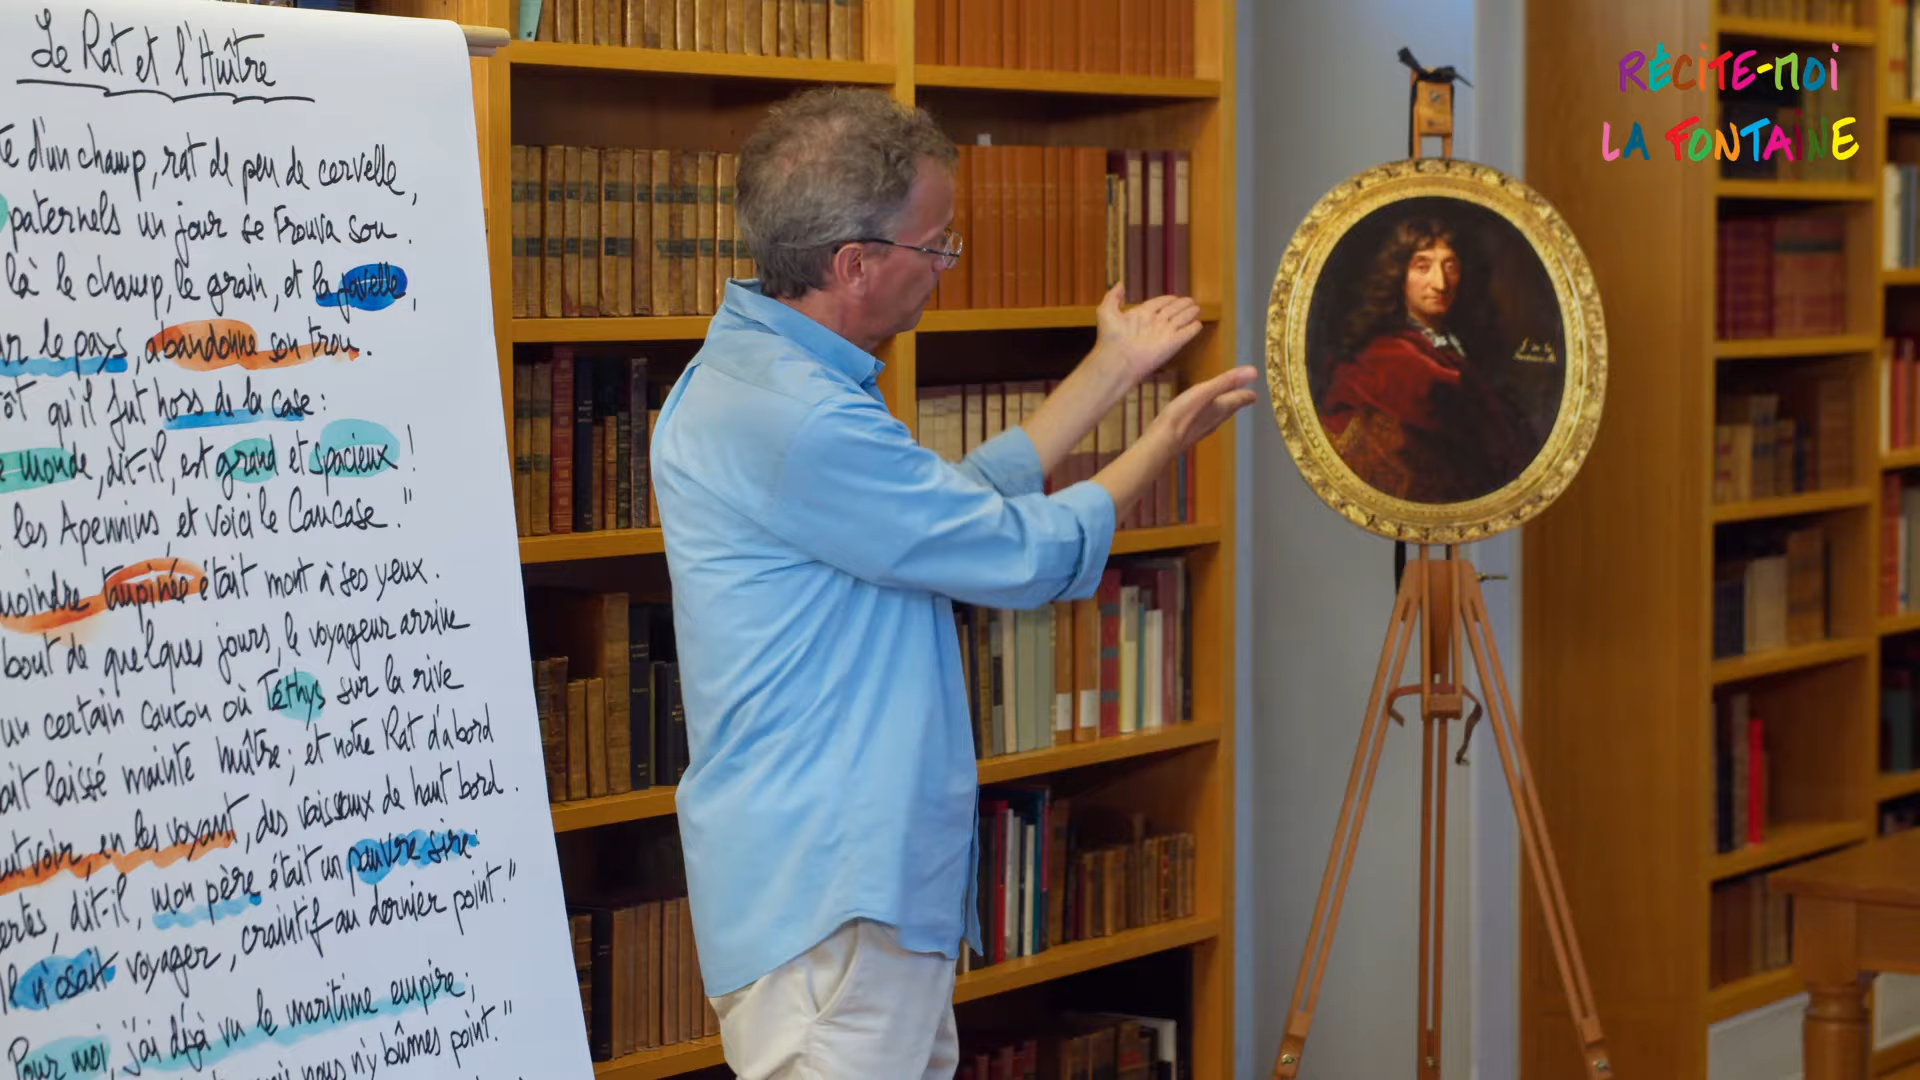 Le Rat et l'Huître
d'un champ, rat de peu de cervelle,
paternels un jour se trouva sou.
là le champ, le grain, et la javelle,
le pays, abandonne son trou.
qu'il fut hors de la case:
monde, dit-il, est grand et spacieux !
les Apennins, et voici le Caucase."
moindre taupinée était mont à ses yeux.
bout de quelques jours, le voyageur arrive
un certain canton où Téthys sur la rive
laissé mainte huître; et notre Rat d'abord
voir, en les voyant, des vaisseaux de haut bord.
dit-il, mon père était un pauvre sire.
n'osait voyager, craintif au dernier point."
Pour moi, j'ai déjà vu le maritime empire;
nous n'y bûmes point."
RÉCITE-MOI
LA FONTAINE